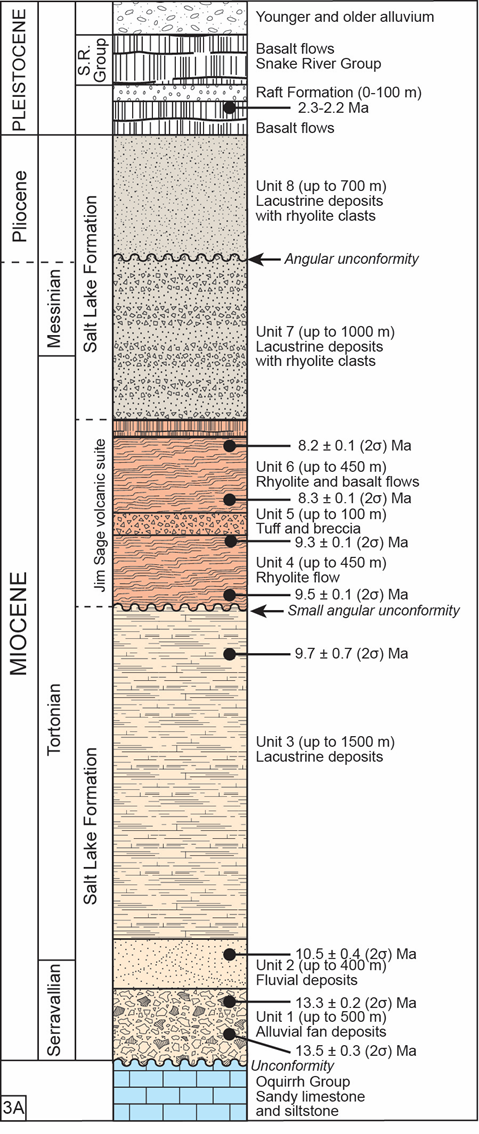 PLEISTOCENE
Pliocene
MIOCENE
Messinian
Tortonian
Serravallian
S.R.
Group
Salt Lake Formation
Jim Sage volcanic suite
Salt Lake Formation
Younger and older alluvium
Basalt flows
Snake River Group
Raft Formation (0-100 m)
2.3-2.2 Ma
Basalt flows
Unit 8 (up to 700 m)
Lacustrine deposits
with rhyolite clasts
Angular unconformity
Unit 7 (up to 1000 m)
Lacustrine deposits
with rhyolite clasts
8.2 ± 0.1 (2σ) Ma
Unit 6 (up to 450 m)
Rhyolite and basalt flows
8.3 ± 0.1 (2σ) Ma
Unit 5 (up to 100 m)
Tuff and breccia
9.3 ± 0.1 (2σ) Ma
Unit 4 (up to 450 m)
Rhyolite flow
9.5 ± 0.1 (2σ) Ma
Small angular unconformity
9.7 ± 0.7 (2σ) Ma
Unit 3 (up to 1500 m)
Lacustrine deposits
10.5 ± 0.4 (2σ) Ma
Unit 2 (up to 400 m)
Fluvial deposits
13.3 ± 0.2 (2σ) Ma
Unit 1 (up to 500 m)
Alluvial fan deposits
13.5 ± 0.3 (2σ) Ma
Unconformity
Oquirrh Group
Sandy limestone
and siltstone
3A